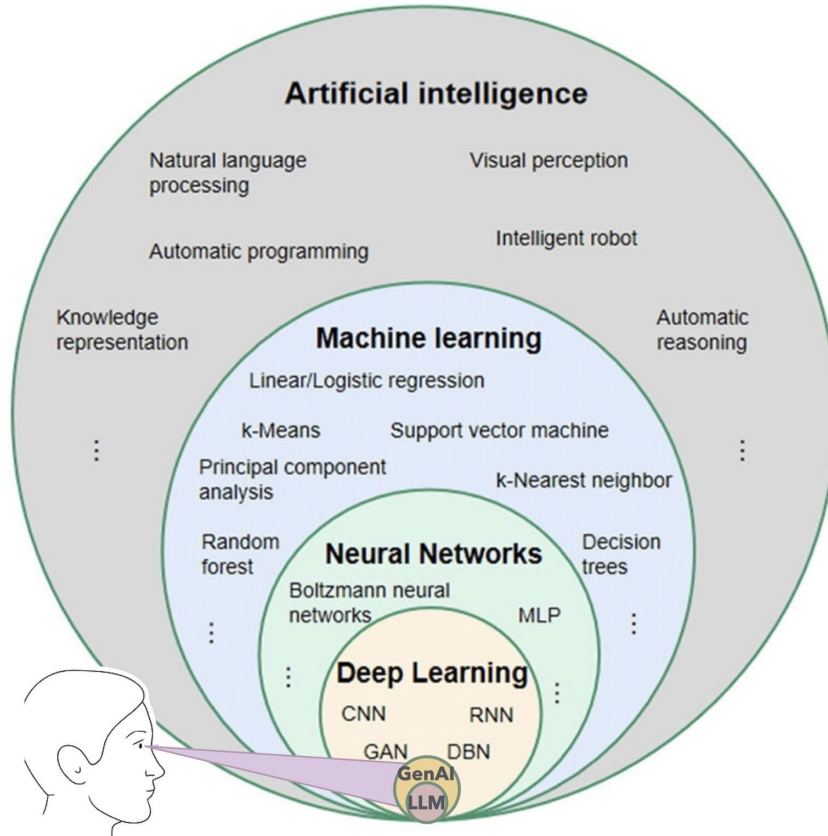 Artificial intelligence
Natural language
processing
Visual perception
Automatic programming
Intelligent robot
Knowledge
representation
Automatic
reasoning
⋮
⋮
Machine learning
Linear/Logistic regression
k-Means
Support vector machine
Principal component
analysis
k-Nearest neighbor
Random
forest
Decision
trees
⋮
⋮
Neural Networks
Boltzmann neural
networks
MLP
⋮
⋮
Deep Learning
CNN
RNN
GAN
DBN
GenAI
LLM